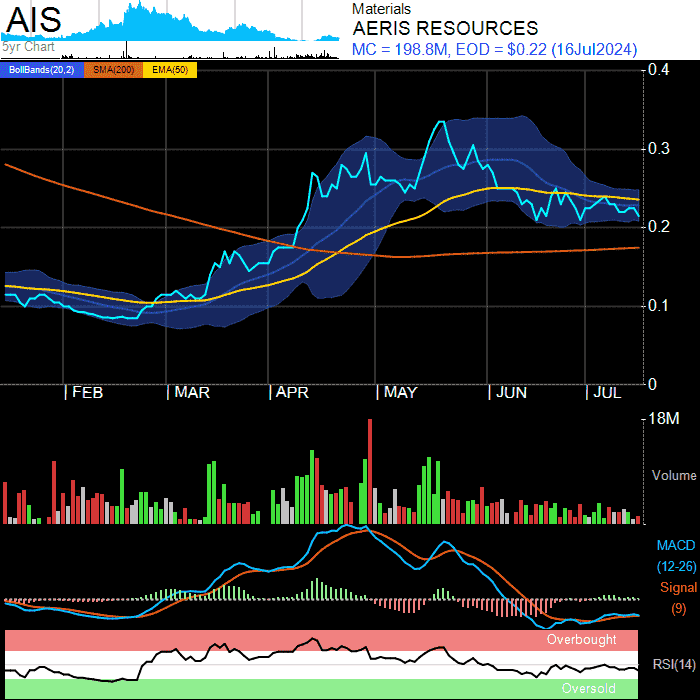 AIS
5yr Chart
Materials
AERIS RESOURCES
MC = 198.8M, EOD = $0.22 (16Jul2024)
BollBands(20,2) SMA(200) EMA(50)
0.4
0.3
0.2
0.1
0
| FEB | MAR | APR | MAY | JUN | JUL
18M
Volume
MACD
(12-26)
Signal
(9)
Overbought
RSI(14)
Oversold